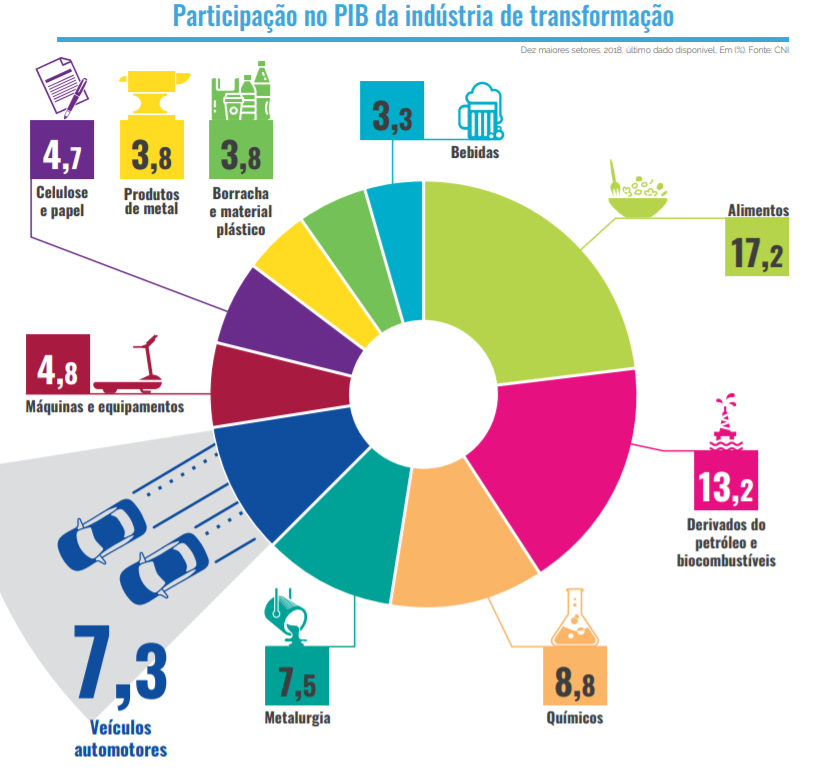 Participação no PIB da indústria de transformação
Dez maiores setores. 2018, último dado disponível, Em (%). Fonte: CNI
4,7
Celulose
e papel
3,8
Produtos
de metal
3,8
Borracha
e material
plástico
3,3
Bebidas
Alimentos
17,2
4,8
Máquinas e equipamentos
13,2
Derivados do
petróleo e
biocombustíveis
7,3
Veículos
automotores
7,5
Metalurgia
8,8
Químicos